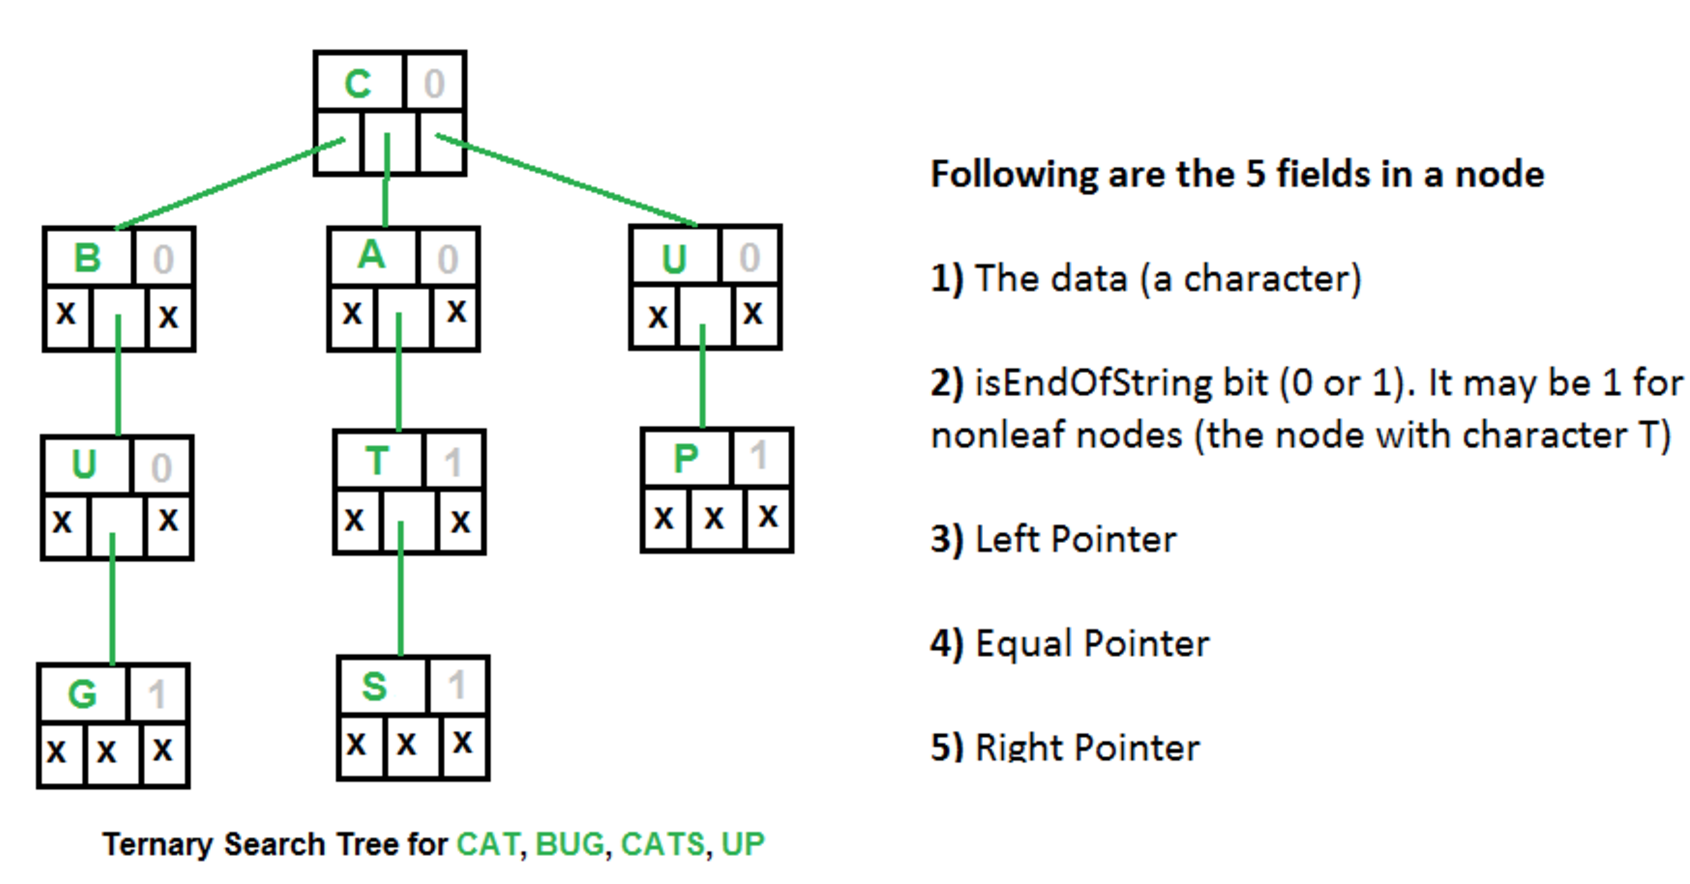 C 0
B 0
X X
A 0
X X
U 0
X X
U 0
X X
T 1
X X
P 1
X X X
G 1
X X X
S 1
X X X
Ternary Search Tree for CAT, BUG, CATS, UP
Following are the 5 fields in a node
1) The data (a character)
2) isEndOfString bit (0 or 1). It may be 1 for
nonleaf nodes (the node with character T)
3) Left Pointer
4) Equal Pointer
5) Right Pointer